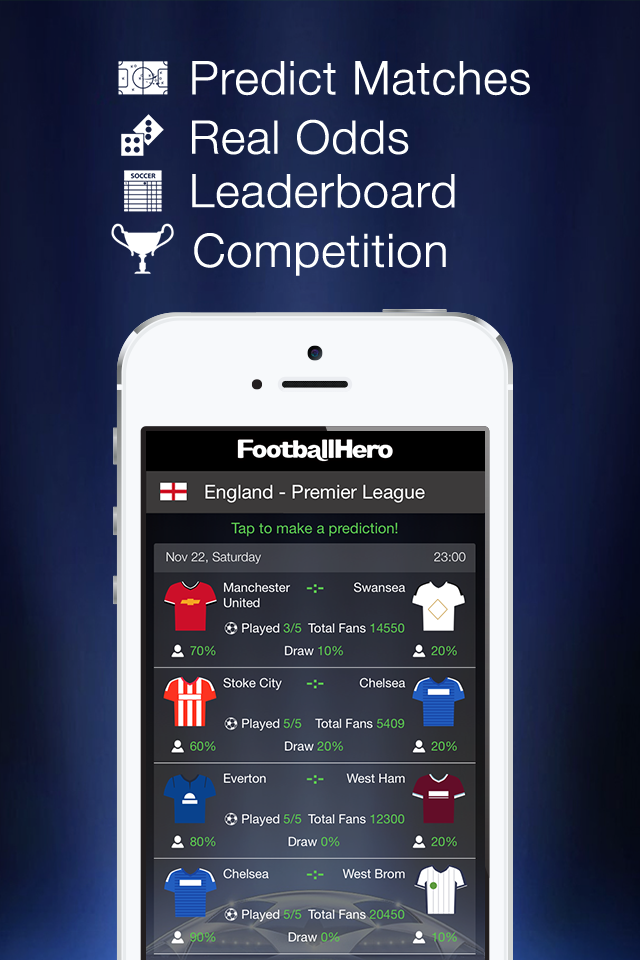 Predict Matches
Real Odds
SOCCER
Leaderboard
Competition
FootballHero
England - Premier League
Tap to make a prediction!
Nov 22, Saturday 23:00
Manchester United -:- Swansea
Played 3/5 Total Fans 14550
70% Draw 10% 20%
Stoke City -:- Chelsea
Played 5/5 Total Fans 5409
60% Draw 20% 20%
Everton -:- West Ham
Played 5/5 Total Fans 12300
80% Draw 0% 20%
Chelsea -:- West Brom
Played 5/5 Total Fans 20450
90% Draw 0% 10%